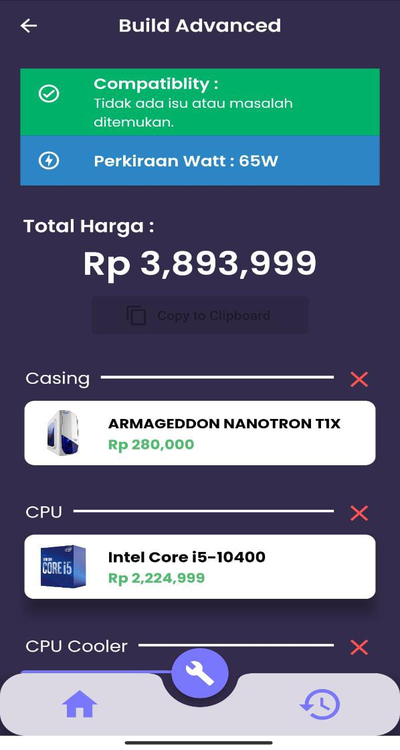 Build Advanced
Compatiblity :
Tidak ada isu atau masalah
ditemukan.
Perkiraan Watt : 65W
Total Harga :
Rp 3,893,999
Copy to Clipboard
Casing
ARMAGEDDON NANOTRON T1X
Rp 280,000
CPU
CORE i5
Intel Core i5-10400
Rp 2,224,999
CPU Cooler